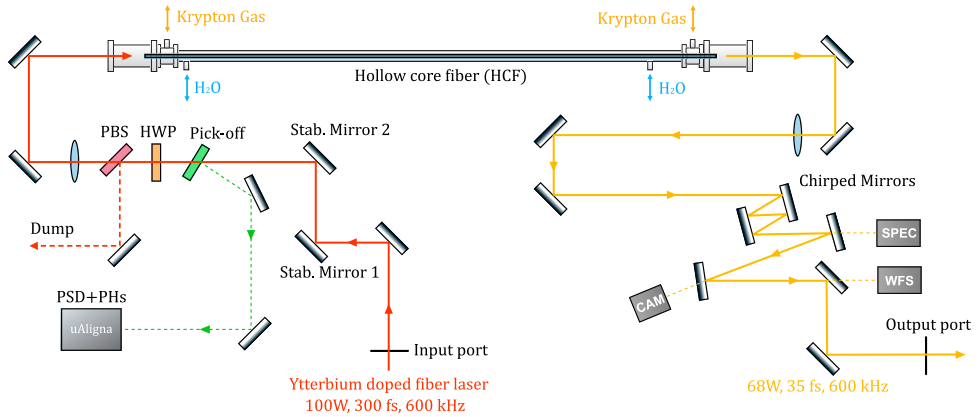 Krypton Gas
Krypton Gas
Hollow core fiber (HCF)
H₂O
H₂O
PBS
HWP
Pick-off
Stab. Mirror 2
Chirped Mirrors
Dump
SPEC
Stab. Mirror 1
WFS
PSD+PHs
CAM
uAligna
Output port
Input port
Ytterbium doped fiber laser
100W, 300 fs, 600 kHz
68W, 35 fs, 600 kHz